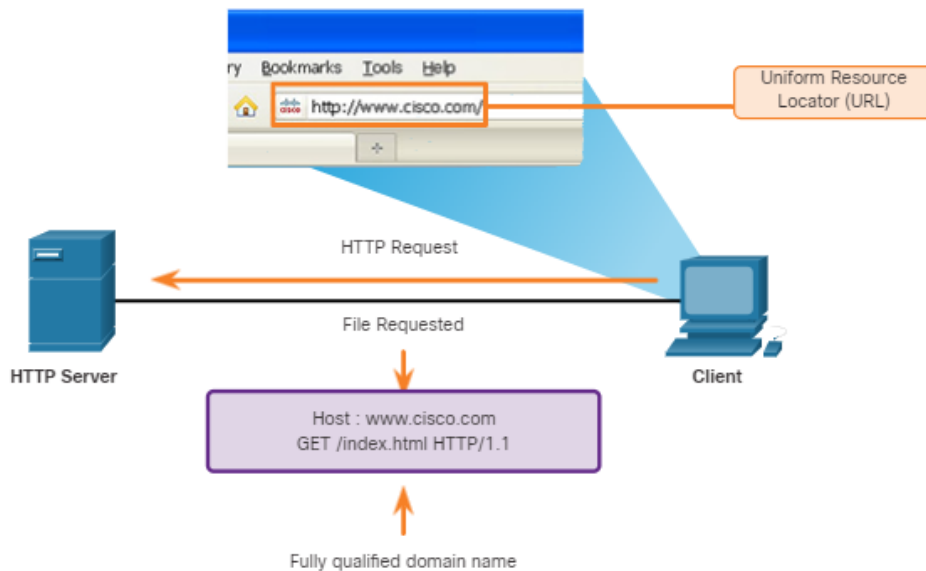 ry Bookmarks Tools Help
cisco http://www.cisco.com/
Uniform Resource
Locator (URL)
HTTP Request
File Requested
HTTP Server
Client
Host : www.cisco.com
GET /index.html HTTP/1.1
Fully qualified domain name